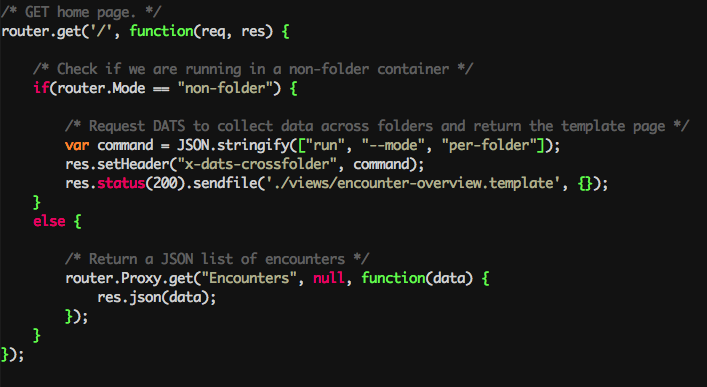 /* GET home page. */
router.get('/', function(req, res) {
/* Check if we are running in a non-folder container */
if(router.Mode == "non-folder") {
/* Request DATS to collect data across folders and return the template page */
var command = JSON.stringify(["run", "--mode", "per-folder"]);
res.setHeader("x-dats-crossfolder", command);
res.status(200).sendfile('./views/encounter-overview.template', {});
}
else {
/* Return a JSON list of encounters */
router.Proxy.get("Encounters", null, function(data) {
res.json(data);
});
}
});